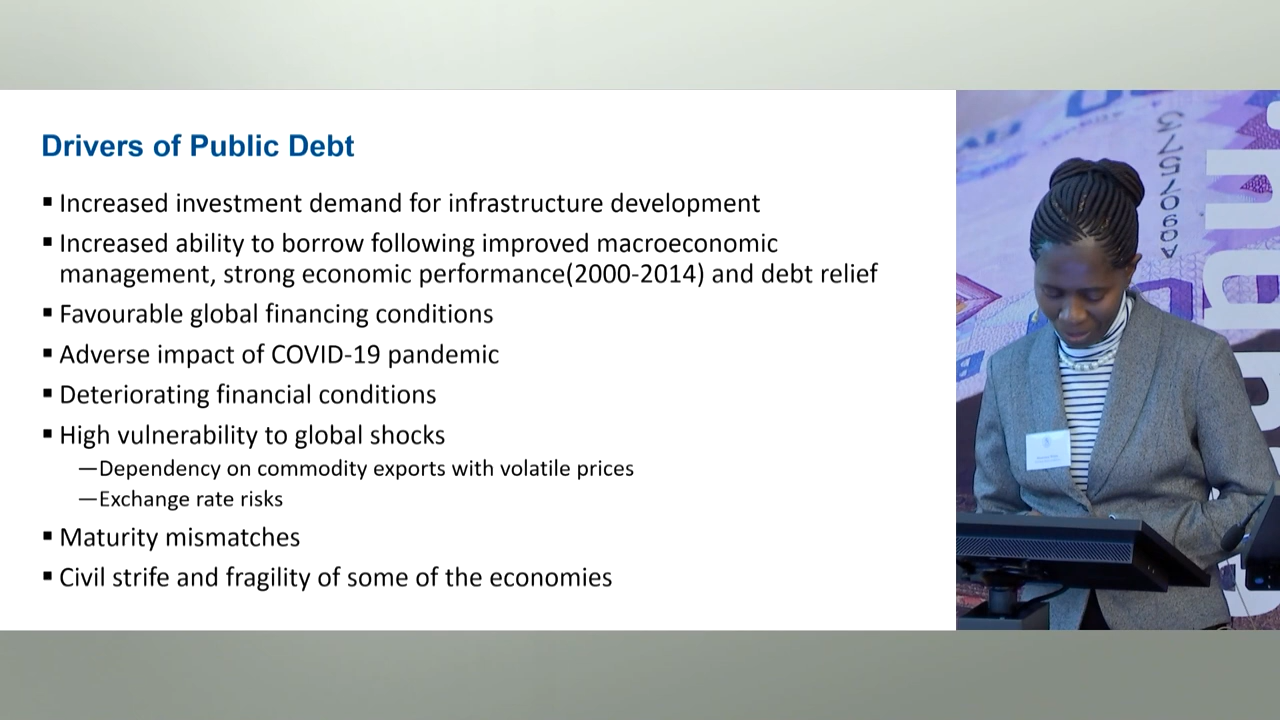 Drivers of Public Debt
▪ Increased investment demand for infrastructure development
▪ Increased ability to borrow following improved macroeconomic
management, strong economic performance(2000-2014) and debt relief
▪ Favourable global financing conditions
▪ Adverse impact of COVID-19 pandemic
▪ Deteriorating financial conditions
▪ High vulnerability to global shocks
—Dependency on commodity exports with volatile prices
—Exchange rate risks
▪ Maturity mismatches
▪ Civil strife and fragility of some of the economies